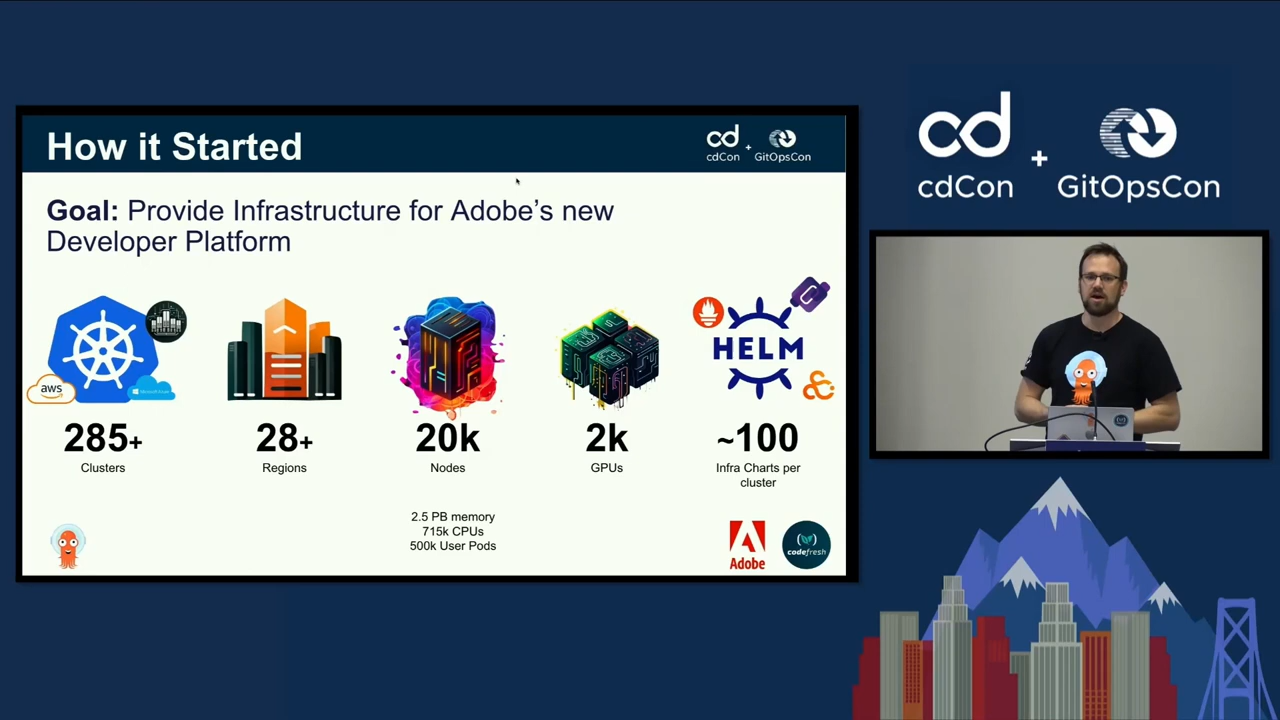 How it Started
cd + 
cdCon GitOpsCon
Goal: Provide Infrastructure for Adobe's new
Developer Platform
aws
HELM
285+
Clusters
28+
Regions
20k
Nodes
2k
GPUs
~100
Infra Charts per
cluster
2.5 PB memory
715k CPUs
500k User Pods
Adobe
codefresh
cd +
cdCon GitOpsCon